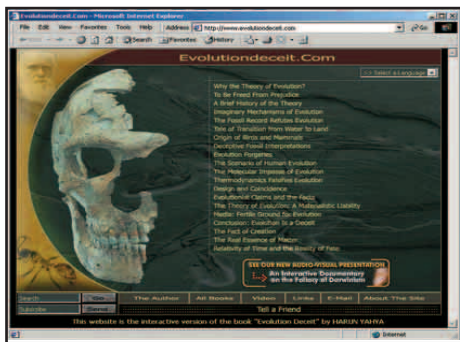 Evolutiondeceit.Com - Microsoft Internet Explorer
File Edit View Favorites Tools Help Address http://www.evolutiondeceit.com Go
Search Favorites History
Evolutiondeceit.Com
>> Select a Language
Why the Theory of Evolution?
To Be Freed From Prejudice
A Brief History of the Theory
Imaginary Mechanisms of Evolution
The Fossil Record Refutes Evolution
Tale of Transition from Water to Land
Origin of Birds and Mammals
Deceptive Fossil Interpretations
Evolution Forgeries
The Scenario of Human Evolution
The Molecular Impasse of Evolution
Thermodynamics Falsifies Evolution
Design and Coincidence
Evolutionist Claims and the Facts
The Theory of Evolution: A Materialistic Liability
Media: Fertile Ground for Evolution
Conclusion: Evolution Is a Deceit
The Fact of Creation
The Real Essence of Matter
Relativity of Time and the Reality of Fate
SEE OUR NEW AUDIO-VISUAL PRESENTATION
An Interactive Documentary
on the Fallacy of Darwinism
Search Go The Author All Books Video Links E-Mail About The Site
Subscribe Send Tell a Friend
This website is the interactive version of the book "Evolution Deceit" by HARUN YAHYA
Internet